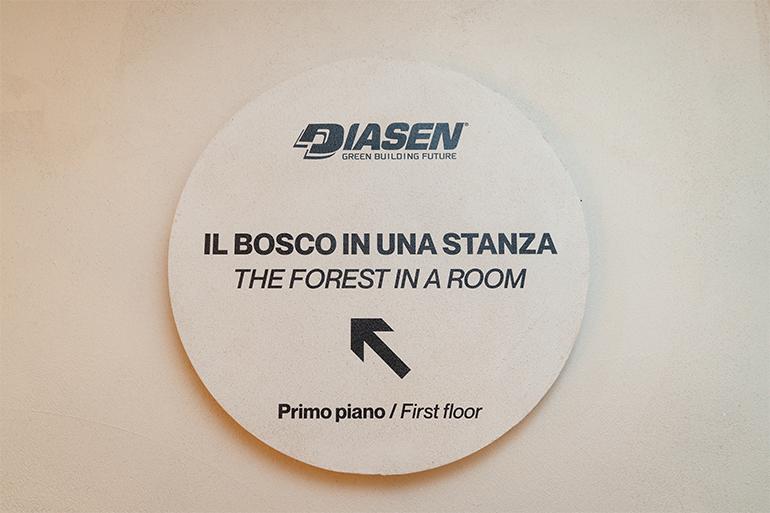 DIASEN®
GREEN BUILDING FUTURE
IL BOSCO IN UNA STANZA
THE FOREST IN A ROOM
Primo piano / First floor